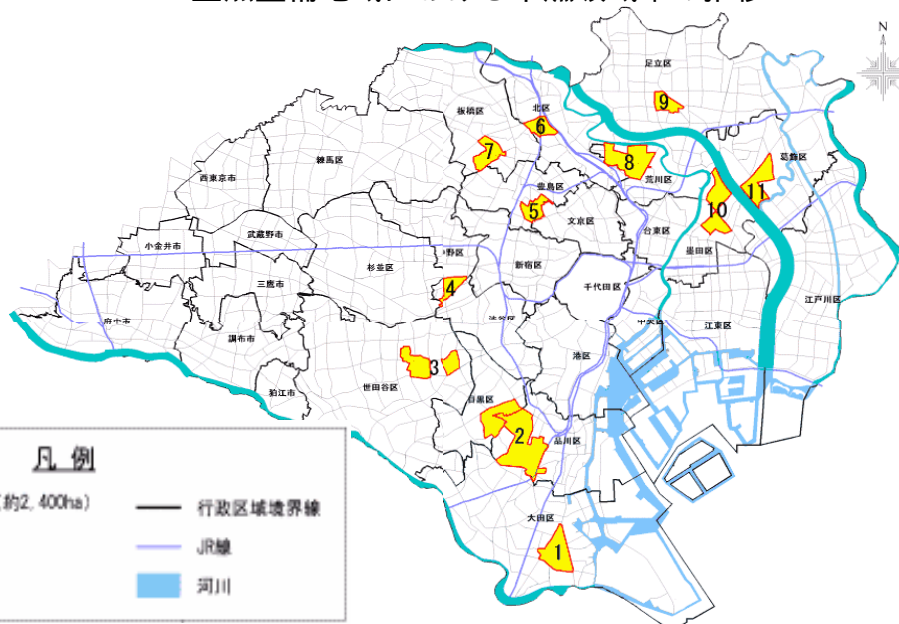 N
足立区
9
板橋区
北区
6
7
8
荒川区
葛飾区
11
練馬区
西東京市
豊島区
5
文京区
10
台東区
墨田区
武蔵野市
小金井市
杉並区
新宿区
千代田区
三鷹市
4
江戸川区
江東区
調布市
港区
3
世田谷区
狛江市
目黒区
2
品川区
大田区
1
凡 例
(約2,400ha)
行政区域境界線
JR線
河川